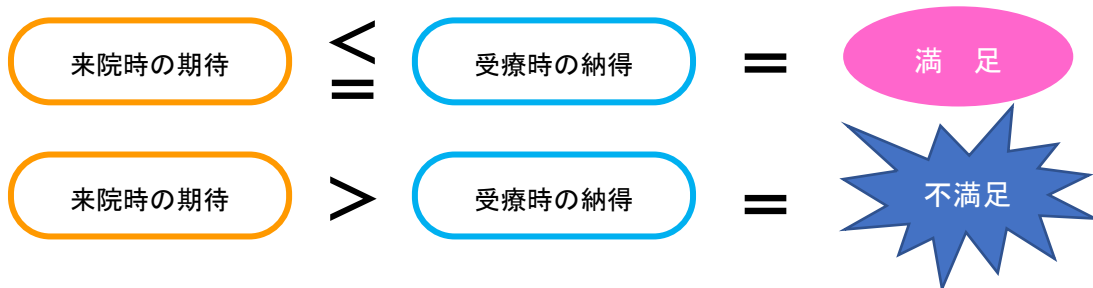 来院時の期待 ≦ 受療時の納得 = 満　足
来院時の期待 > 受療時の納得 = 不満足